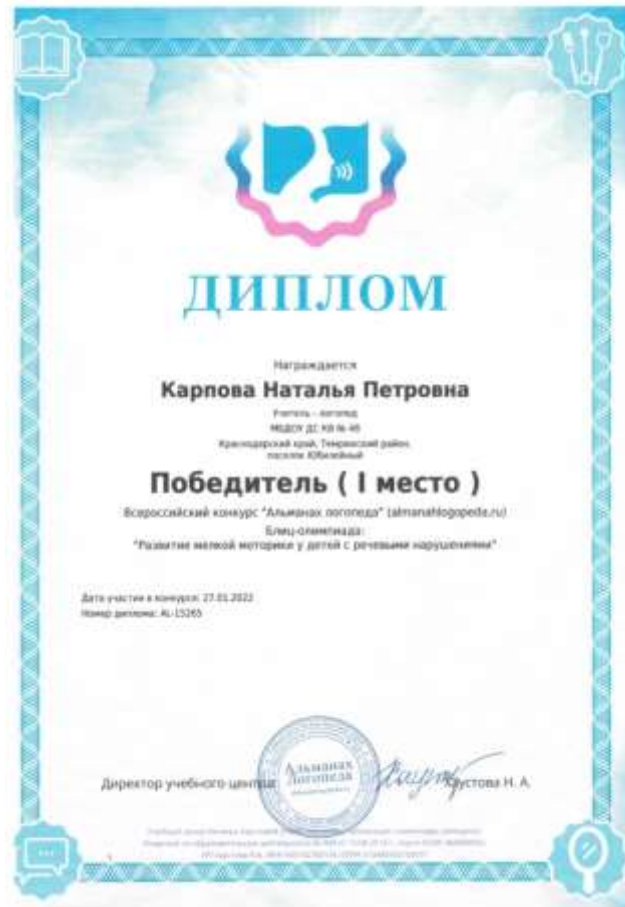 ДИПЛОМ
Награждается
Карпова Наталья Петровна
Учитель - логопед
МБДОУ ДС КВ № 46
Краснодарский край, Темрюкский район,
поселок Юбилейный
Победитель ( I место )
Всероссийский конкурс "Альманах логопеда" (almanahlogopeda.ru)
Блиц-олимпиада:
"Развитие мелкой моторики у детей с речевыми нарушениями"
Дата участия в конкурсе: 27.01.2022
Номер диплома: AL-15265
Альманах
Логопеда
Директор учебного центра
Хаустова Н. А.